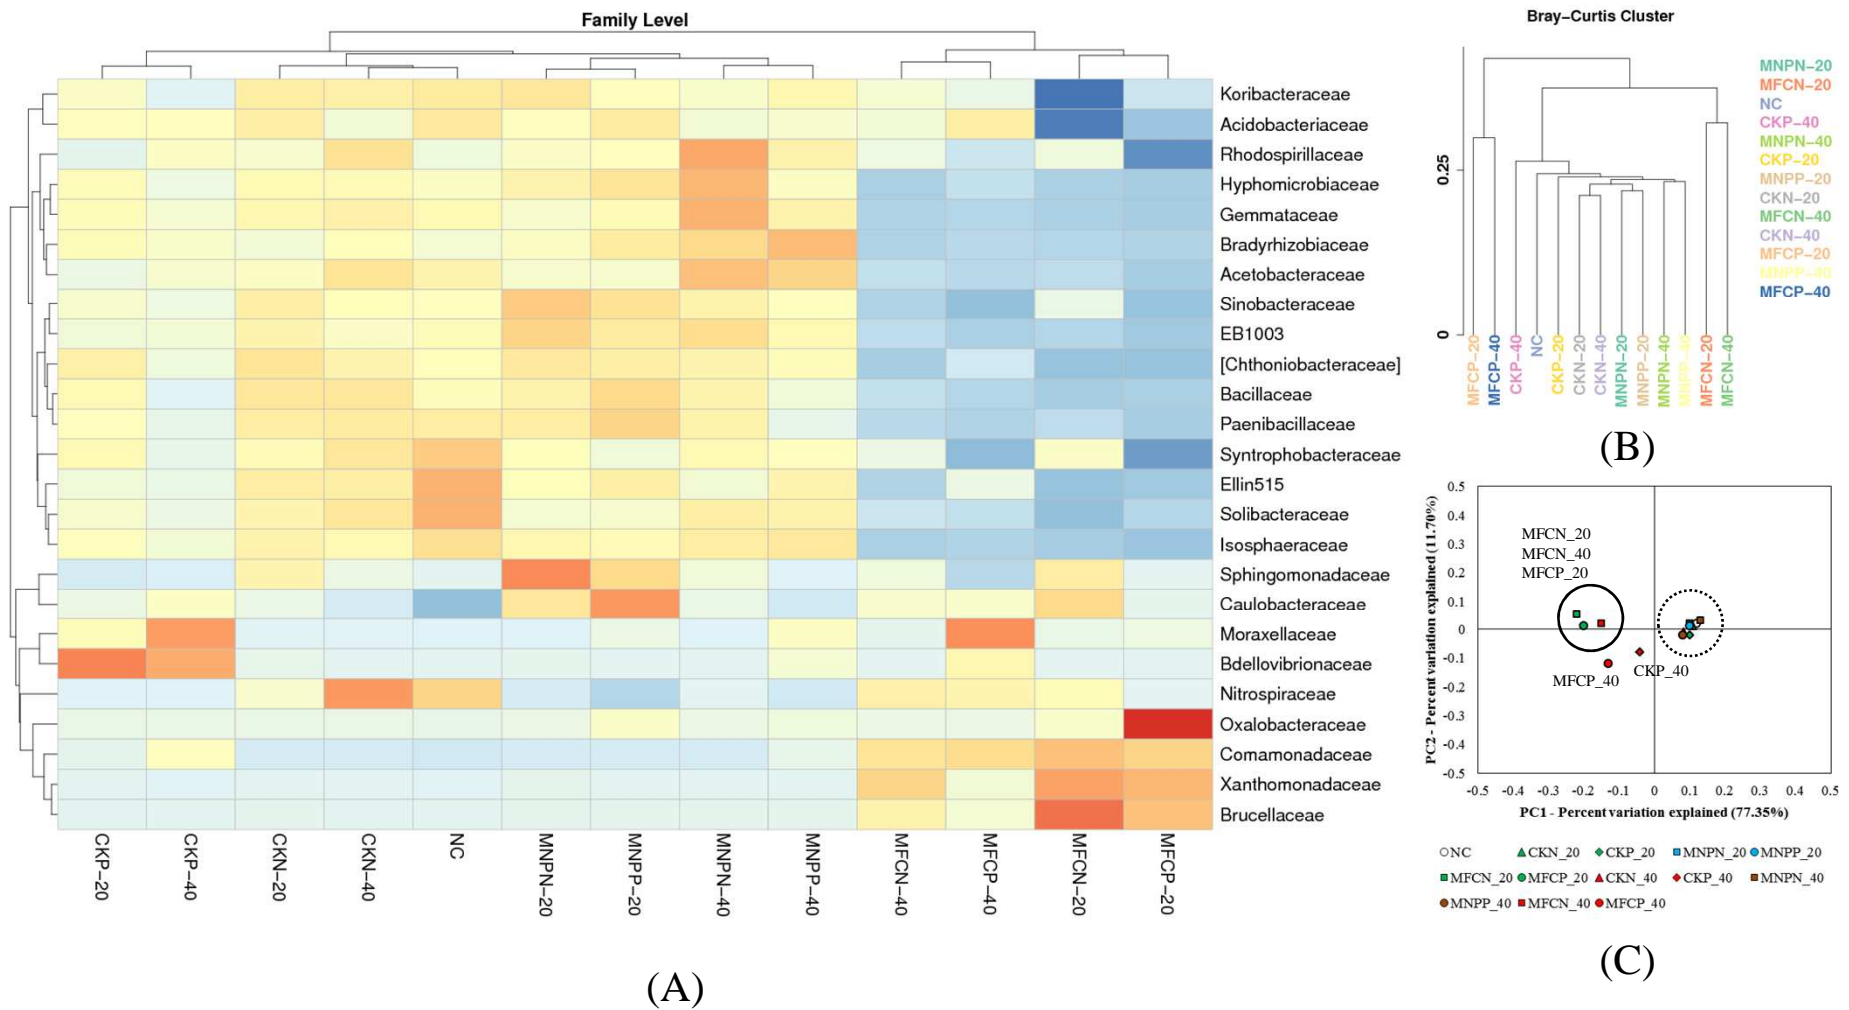 Family Level
Koribacteraceae
Acidobacteriaceae
Rhodospirillaceae
Hyphomicrobiaceae
Gemmataceae
Bradyrhizobiaceae
Acetobacteraceae
Sinobacteraceae
EB1003
[Chthoniobacteraceae]
Bacillaceae
Paenibacillaceae
Syntrophobacteraceae
Ellin515
Solibacteraceae
Isosphaeraceae
Sphingomonadaceae
Caulobacteraceae
Moraxellaceae
Bdellovibrionaceae
Nitrospiraceae
Oxalobacteraceae
Comamonadaceae
Xanthomonadaceae
Brucellaceae
CKP-20
CKP-40
CKN-20
CKN-40
NC
MNPN-20
MNPP-20
MNPN-40
MNPP-40
MFCN-40
MFCP-40
MFCN-20
MFCP-20
(A)
Bray-Curtis Cluster
MNPN-20
MFCN-20
NC
CKP-40
MNPN-40
CKP-20
MNPP-20
CKN-20
MFCN-40
CKN-40
MFCP-20
MNPP-40
MFCP-40
0.25
0
MFCP-20
MFCP-40
CKP-40
NC
CKP-20
CKN-20
CKN-40
MNPN-20
MNPP-20
MNPN-40
MNPP-40
MFCN-20
MFCN-40
(B)
PC2 - Percent variation explained (11.70%)
0.5
0.4
0.3
0.2
0.1
0
-0.1
-0.2
-0.3
-0.4
-0.5
MFCN_20
MFCN_40
MFCP_20
MFCP_40
CKP_40
-0.5 -0.4 -0.3 -0.2 -0.1 0 0.1 0.2 0.3 0.4 0.5
PC1 - Percent variation explained (77.35%)
NC CKN_20 CKP_20 MNPN_20 MNPP_20
MFCN_20 MFCP_20 CKN_40 CKP_40 MNPN_40
MNPP_40 MFCN_40 MFCP_40
(C)